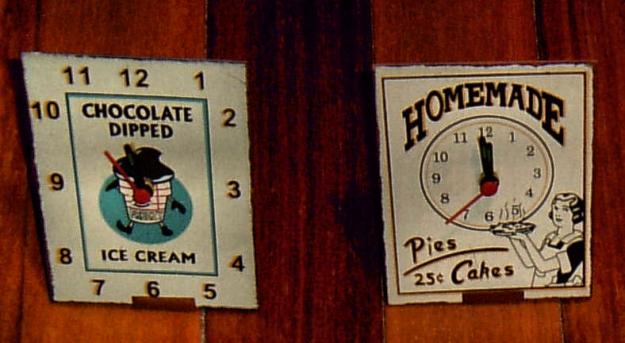 11 12 1
10 2
CHOCOLATE
DIPPED
9 3
ICE CREAM
8 4
7 6 5
HOMEMADE
11 12 1
10 2
9 3
8 4
7 6 5
Pies
25¢ Cakes